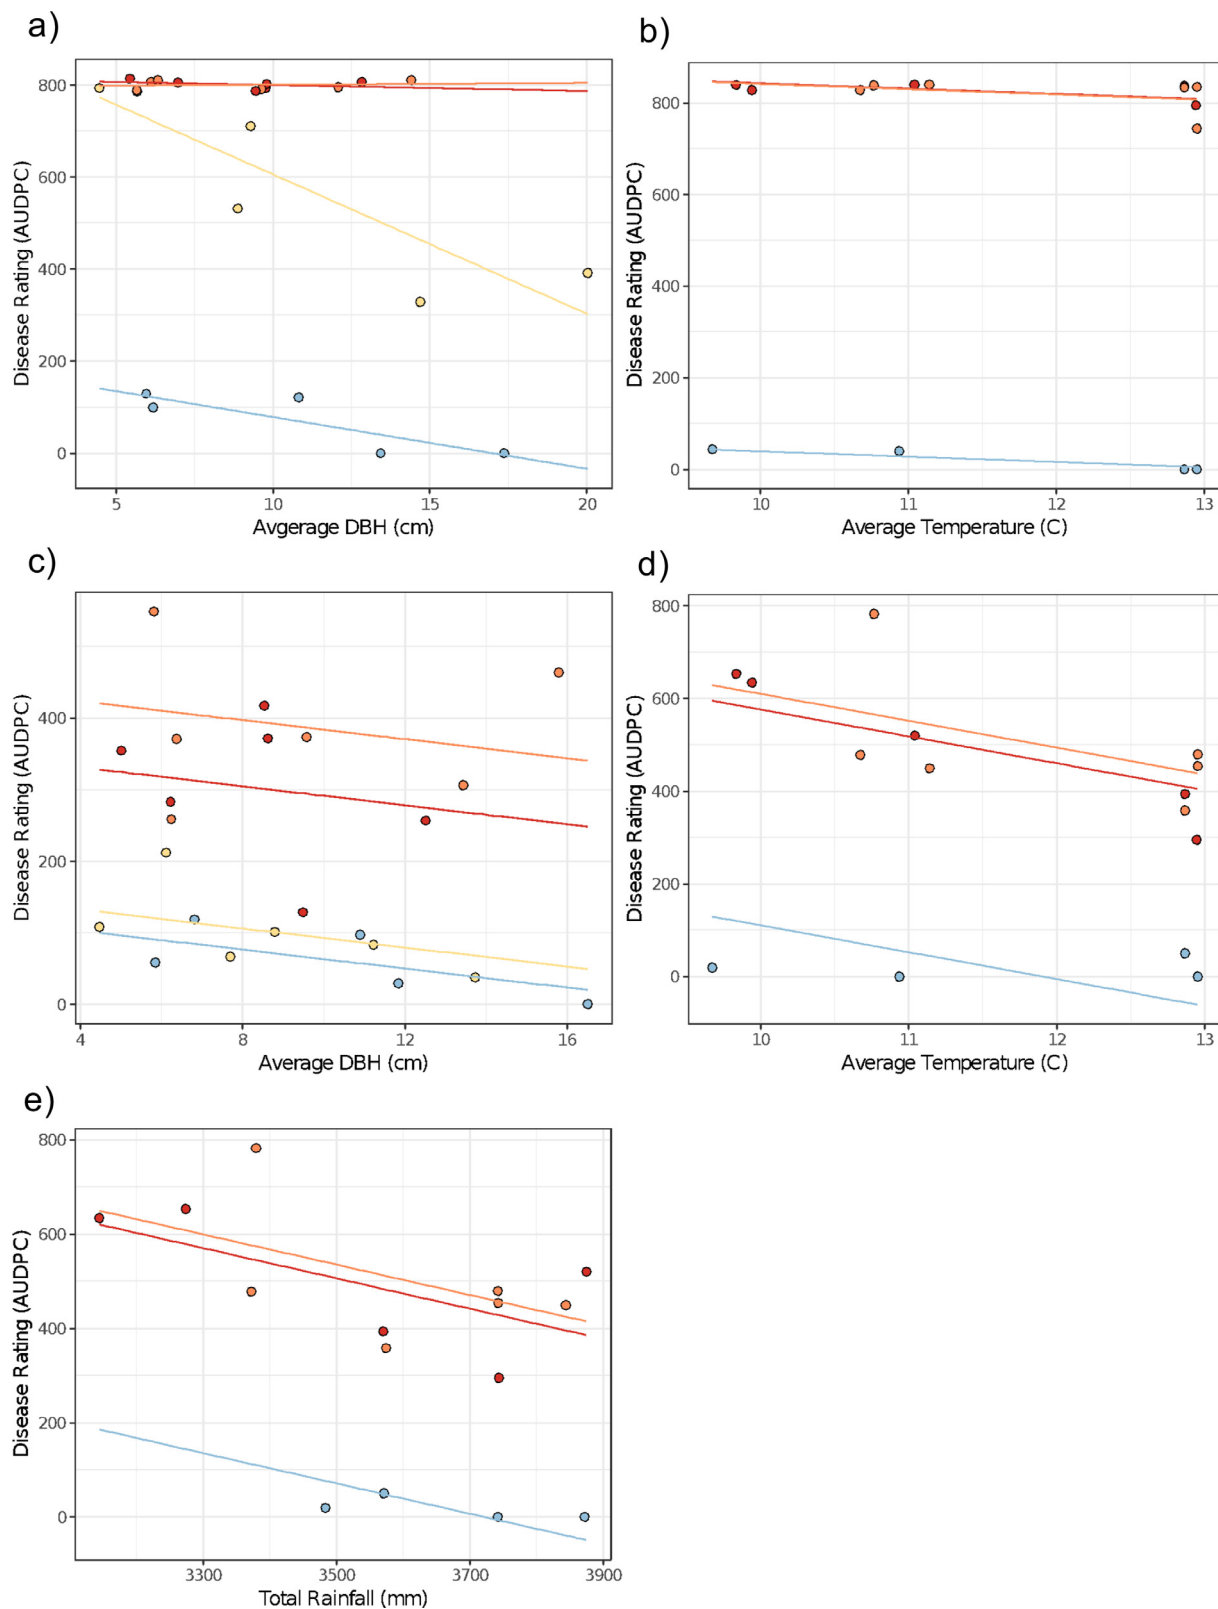 a)
800
600
400
200
0
Disease Rating (AUDPC)
5 10 15 20
Avgerage DBH (cm)
b)
800
600
400
200
0
Disease Rating (AUDPC)
10 11 12 13
Average Temperature (C)
c)
400
200
0
Disease Rating (AUDPC)
4 8 12 16
Average DBH (cm)
d)
800
600
400
200
0
Disease Rating (AUDPC)
10 11 12 13
Average Temperature (C)
e)
800
600
400
200
0
Disease Rating (AUDPC)
3300 3500 3700 3900
Total Rainfall (mm)